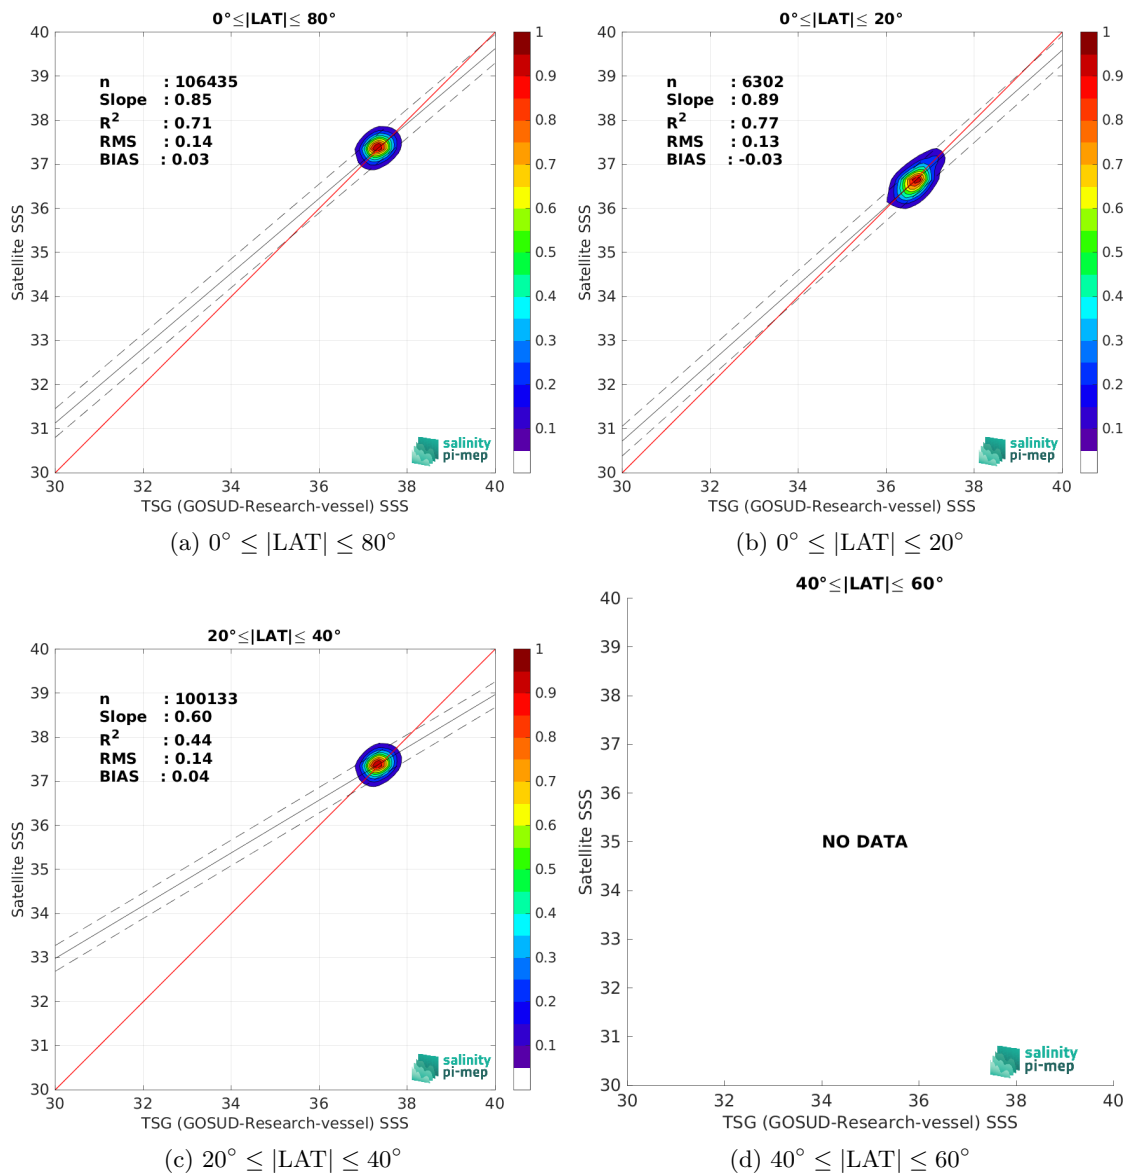 0°≤|LAT|≤ 80°
40
39
38
37
36
35
34
33
32
31
30
30
32
34
36
38
40
Satellite SSS
TSG (GOSUD-Research-vessel) SSS
n : 106435
Slope : 0.85
R² : 0.71
RMS : 0.14
BIAS : 0.03
1
0.9
0.8
0.7
0.6
0.5
0.4
0.3
0.2
0.1
salinity
pi-mep
(a) 0° ≤ |LAT| ≤ 80°
0°≤|LAT|≤ 20°
40
39
38
37
36
35
34
33
32
31
30
30
32
34
36
38
40
Satellite SSS
TSG (GOSUD-Research-vessel) SSS
n : 6302
Slope : 0.89
R² : 0.77
RMS : 0.13
BIAS : -0.03
1
0.9
0.8
0.7
0.6
0.5
0.4
0.3
0.2
0.1
salinity
pi-mep
(b) 0° ≤ |LAT| ≤ 20°
20°≤|LAT|≤ 40°
40
39
38
37
36
35
34
33
32
31
30
30
32
34
36
38
40
Satellite SSS
TSG (GOSUD-Research-vessel) SSS
n : 100133
Slope : 0.60
R² : 0.44
RMS : 0.14
BIAS : 0.04
1
0.9
0.8
0.7
0.6
0.5
0.4
0.3
0.2
0.1
salinity
pi-mep
(c) 20° ≤ |LAT| ≤ 40°
40°≤|LAT|≤ 60°
40
39
38
37
36
35
34
33
32
31
30
30
32
34
36
38
40
Satellite SSS
TSG (GOSUD-Research-vessel) SSS
NO DATA
salinity
pi-mep
(d) 40° ≤ |LAT| ≤ 60°